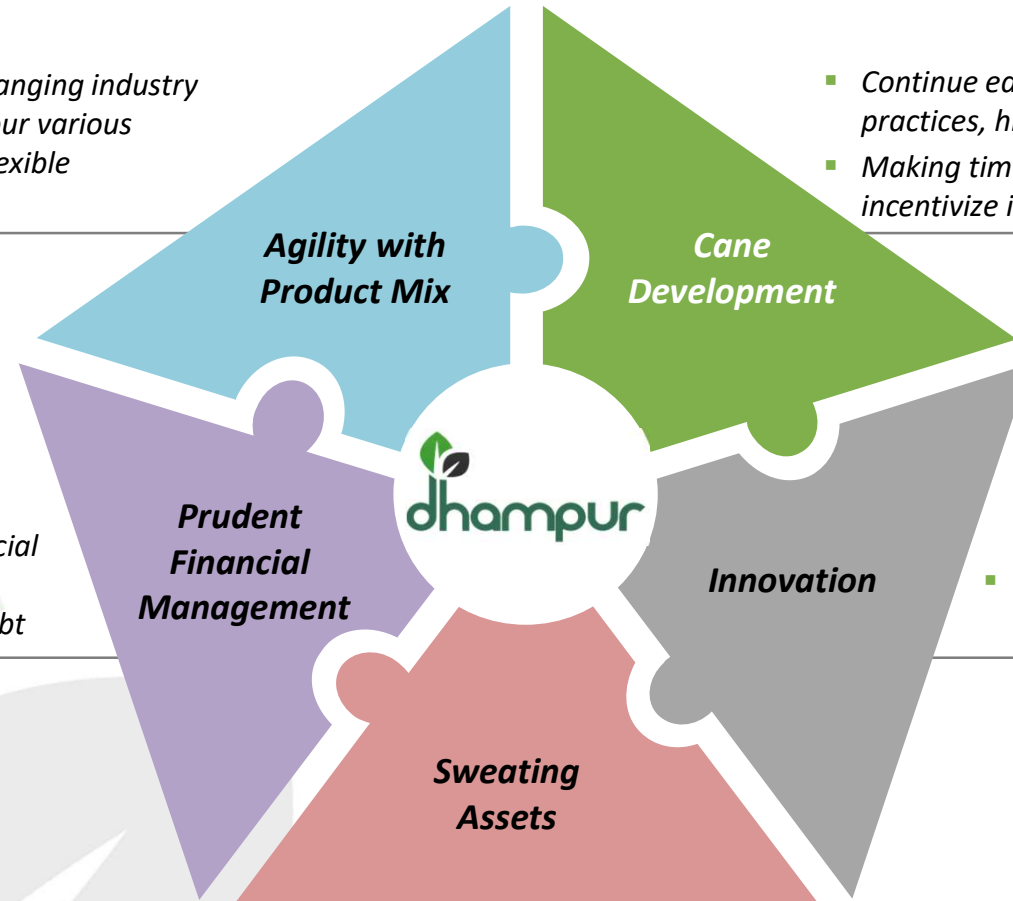 anging industry
our various
exible
Continue ea
practices, h
Making tim
incentivize i
Agility with
Product Mix
Cane
Development
dhampur
Prudent
Financial
Management
cial
bt
Innovation
Sweating
Assets